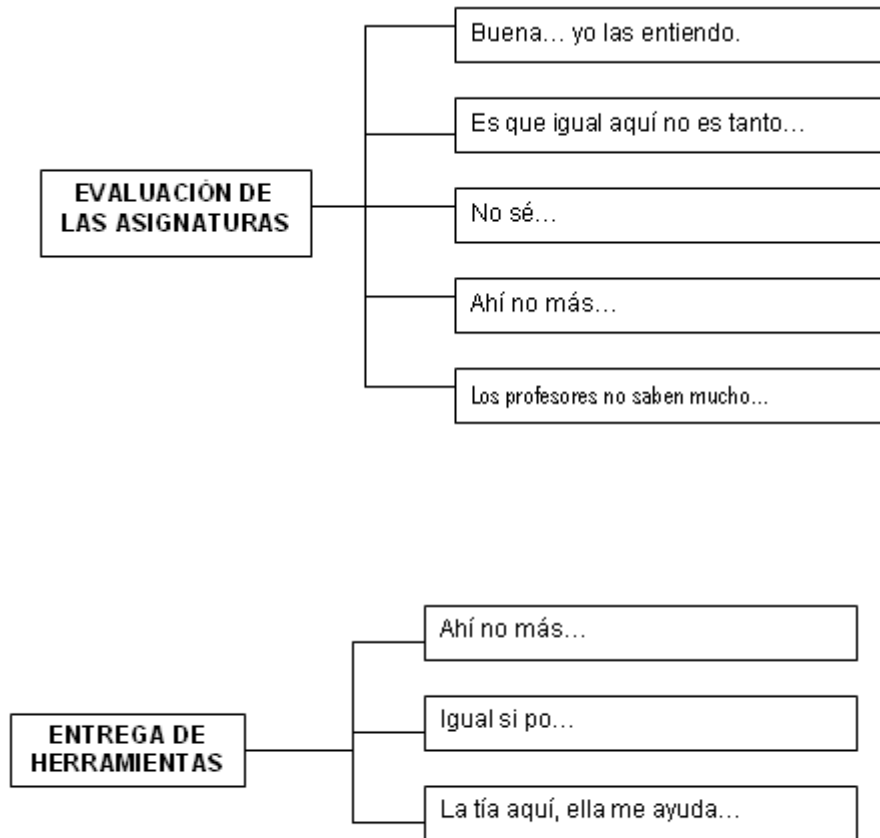 Buena... yo las entiendo.
Es que igual aquí no es tanto...
EVALUACIÓN DE
LAS ASIGNATURAS
No sé...
Ahí no más...
Los profesores no saben mucho...
Ahí no más...
Igual si po...
ENTREGA DE
HERRAMIENTAS
La tía aquí, ella me ayuda...